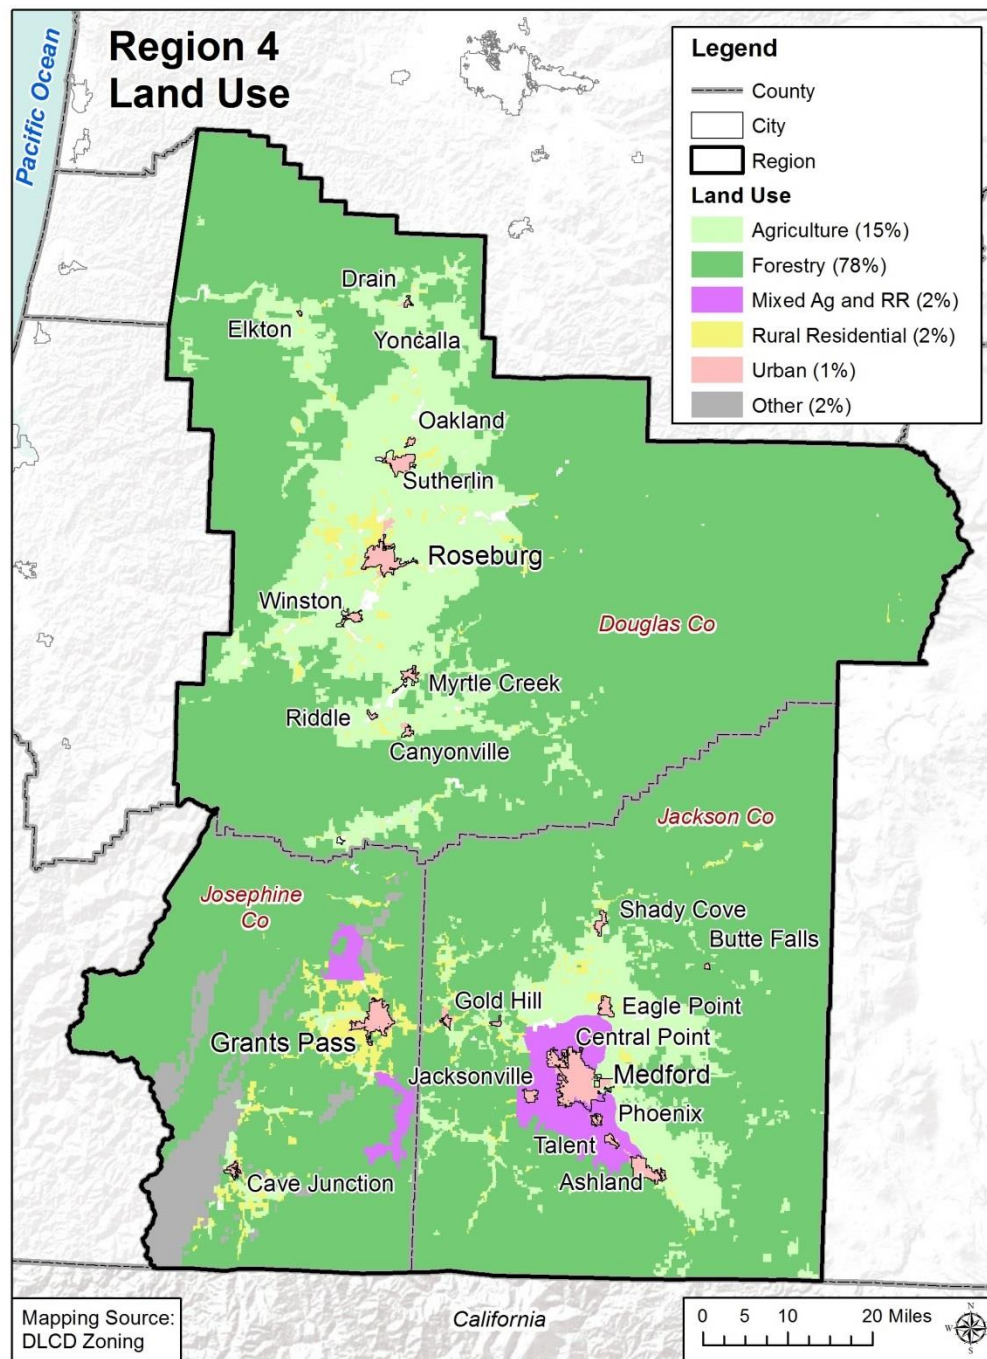 Region 4
Land Use
Pacific Ocean
Legend
County
City
Region
Land Use
Agriculture (15%)
Forestry (78%)
Mixed Ag and RR (2%)
Rural Residential (2%)
Urban (1%)
Other (2%)
Drain
Elkton
Yoncalla
Oakland
Sutherlin
Roseburg
Winston
Douglas Co
Myrtle Creek
Riddle
Canyonville
Jackson Co
Josephine
Co
Shady Cove
Butte Falls
Gold Hill
Eagle Point
Grants Pass
Central Point
Jacksonville
Medford
Phoenix
Talent
Ashland
Cave Junction
Mapping Source:
DLCD Zoning
California
0 5 10 20 Miles
N
W E
S